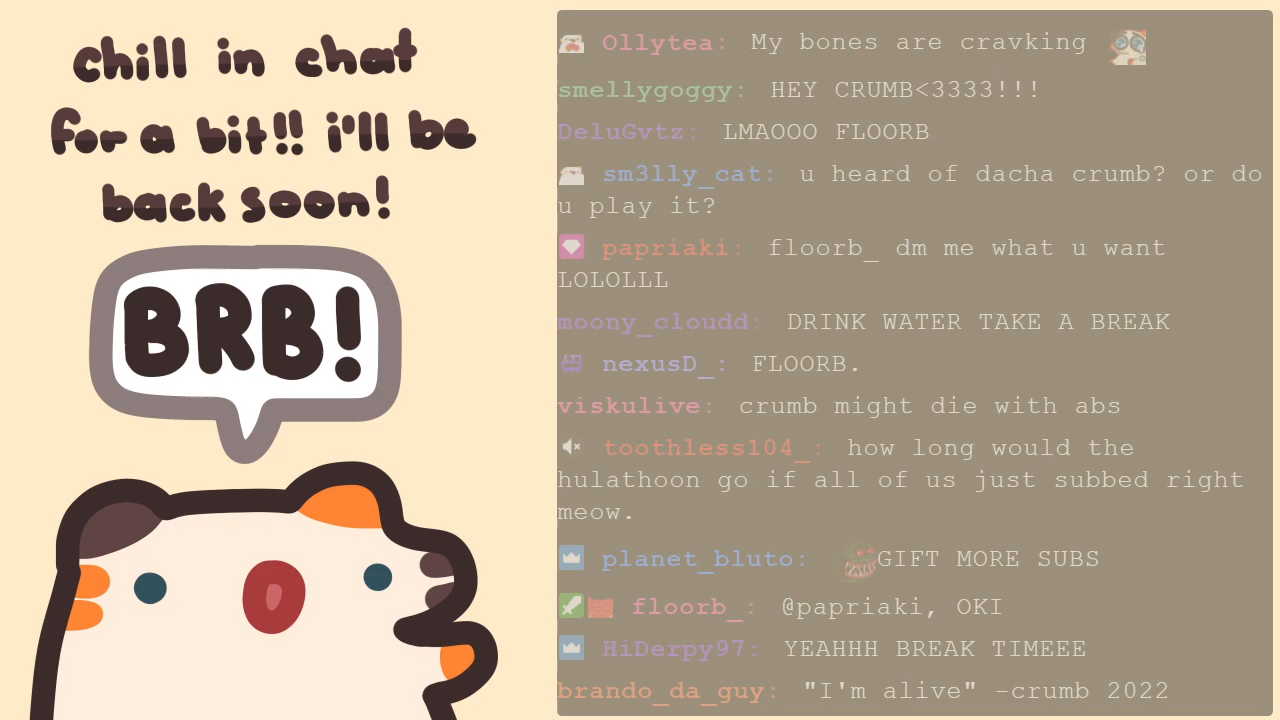 chill in chat
for a bit!! i'll be
back soon!
BRB!
Ollytea: My bones are cravking
smellygoggy: HEY CRUMB<3333!!!
DeluGvtz: LMAOOO FLOORB
sm3lly_cat: u heard of dacha crumb? or do
u play it?
papriaki: floorb_ dm me what u want
LOLOLLL
moony_cloudd: DRINK WATER TAKE A BREAK
nexusD_: FLOORB.
viskulive: crumb might die with abs
toothless104_: how long would the
hulathoon go if all of us just subbed right
meow.
planet_bluto: GIFT MORE SUBS
floorb_: @papriaki, OKI
HiDerpy97: YEAHHH BREAK TIMEEE
brando_da_guy: "I'm alive" -crumb 2022